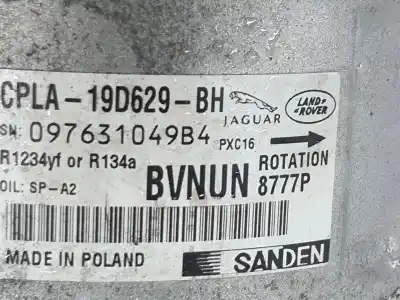 CPLA-19D629-BH
JAGUAR
LAND ROVER
SN: 097631049B4
PXC16
R1234yf or R134a
ROTATION
OIL: SP-A2
BVNUN
8777P
MADE IN POLAND
SANDEN